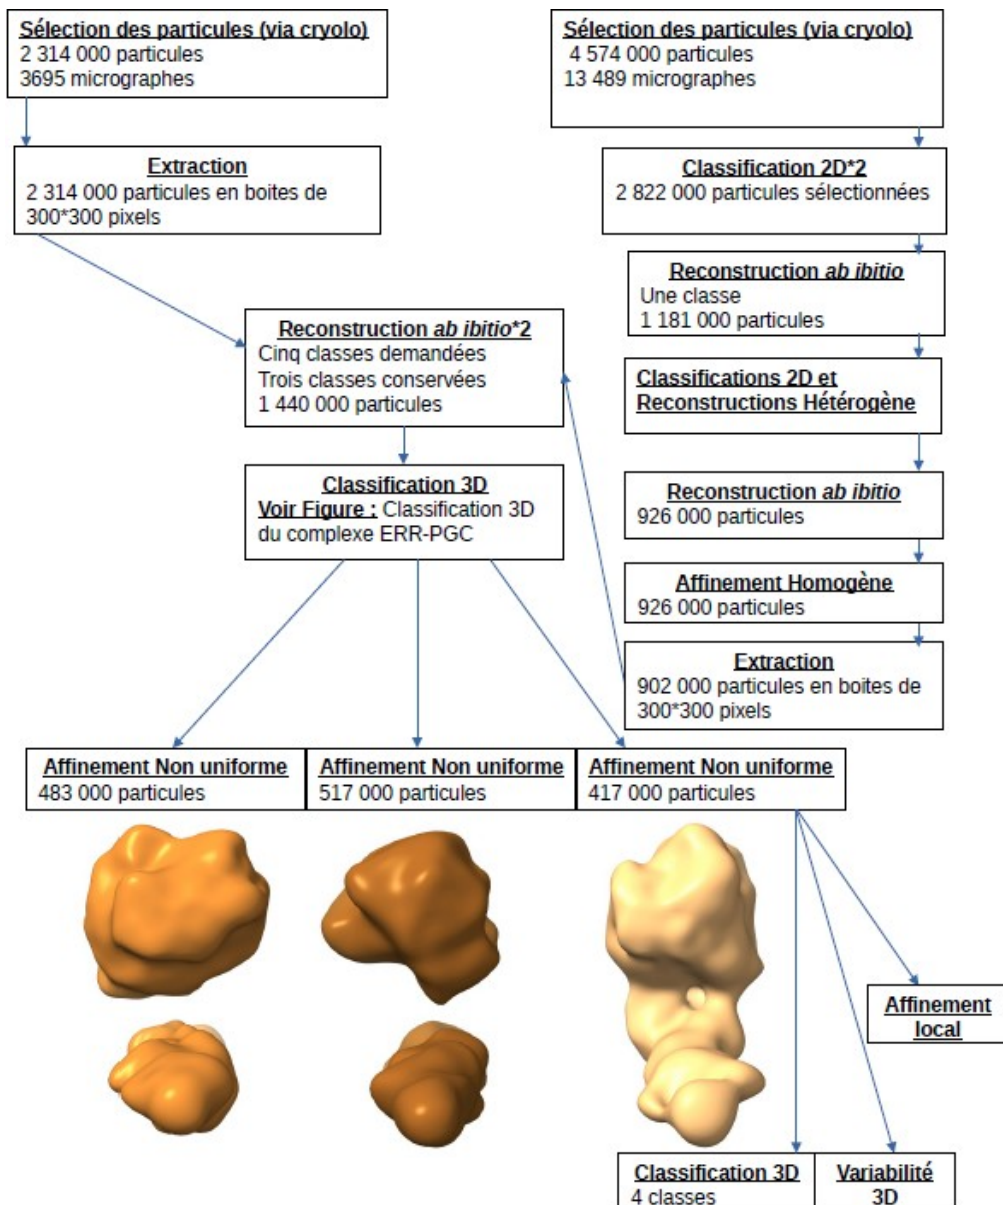 Sélection des particules (via cryolo)
2 314 000 particules
3695 micrographes
Extraction
2 314 000 particules en boites de
300*300 pixels
Sélection des particules (via cryolo)
4 574 000 particules
13 489 micrographes
Classification 2D*2
2 822 000 particules sélectionnées
Reconstruction ab ibitio
Une classe
1 181 000 particules
Classifications 2D et
Reconstructions Hétérogène
Reconstruction ab ibitio
926 000 particules
Affinement Homogène
926 000 particules
Extraction
902 000 particules en boites de
300*300 pixels
Reconstruction ab ibitio*2
Cinq classes demandées
Trois classes conservées
1 440 000 particules
Classification 3D
Voir Figure : Classification 3D
du complexe ERR-PGC
Affinement Non uniforme
483 000 particules
Affinement Non uniforme
517 000 particules
Affinement Non uniforme
417 000 particules
Affinement
local
Classification 3D
4 classes
Variabilité
3D